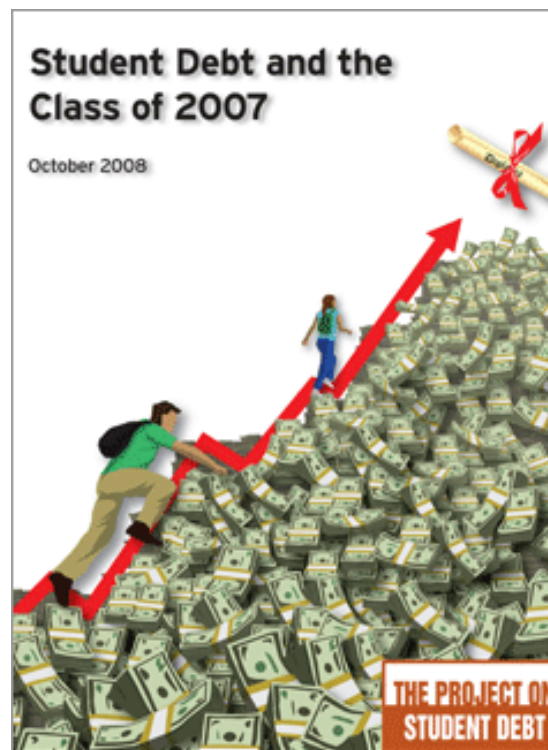 Student Debt and the
Class of 2007
October 2008
THE PROJECT ON
STUDENT DEBT